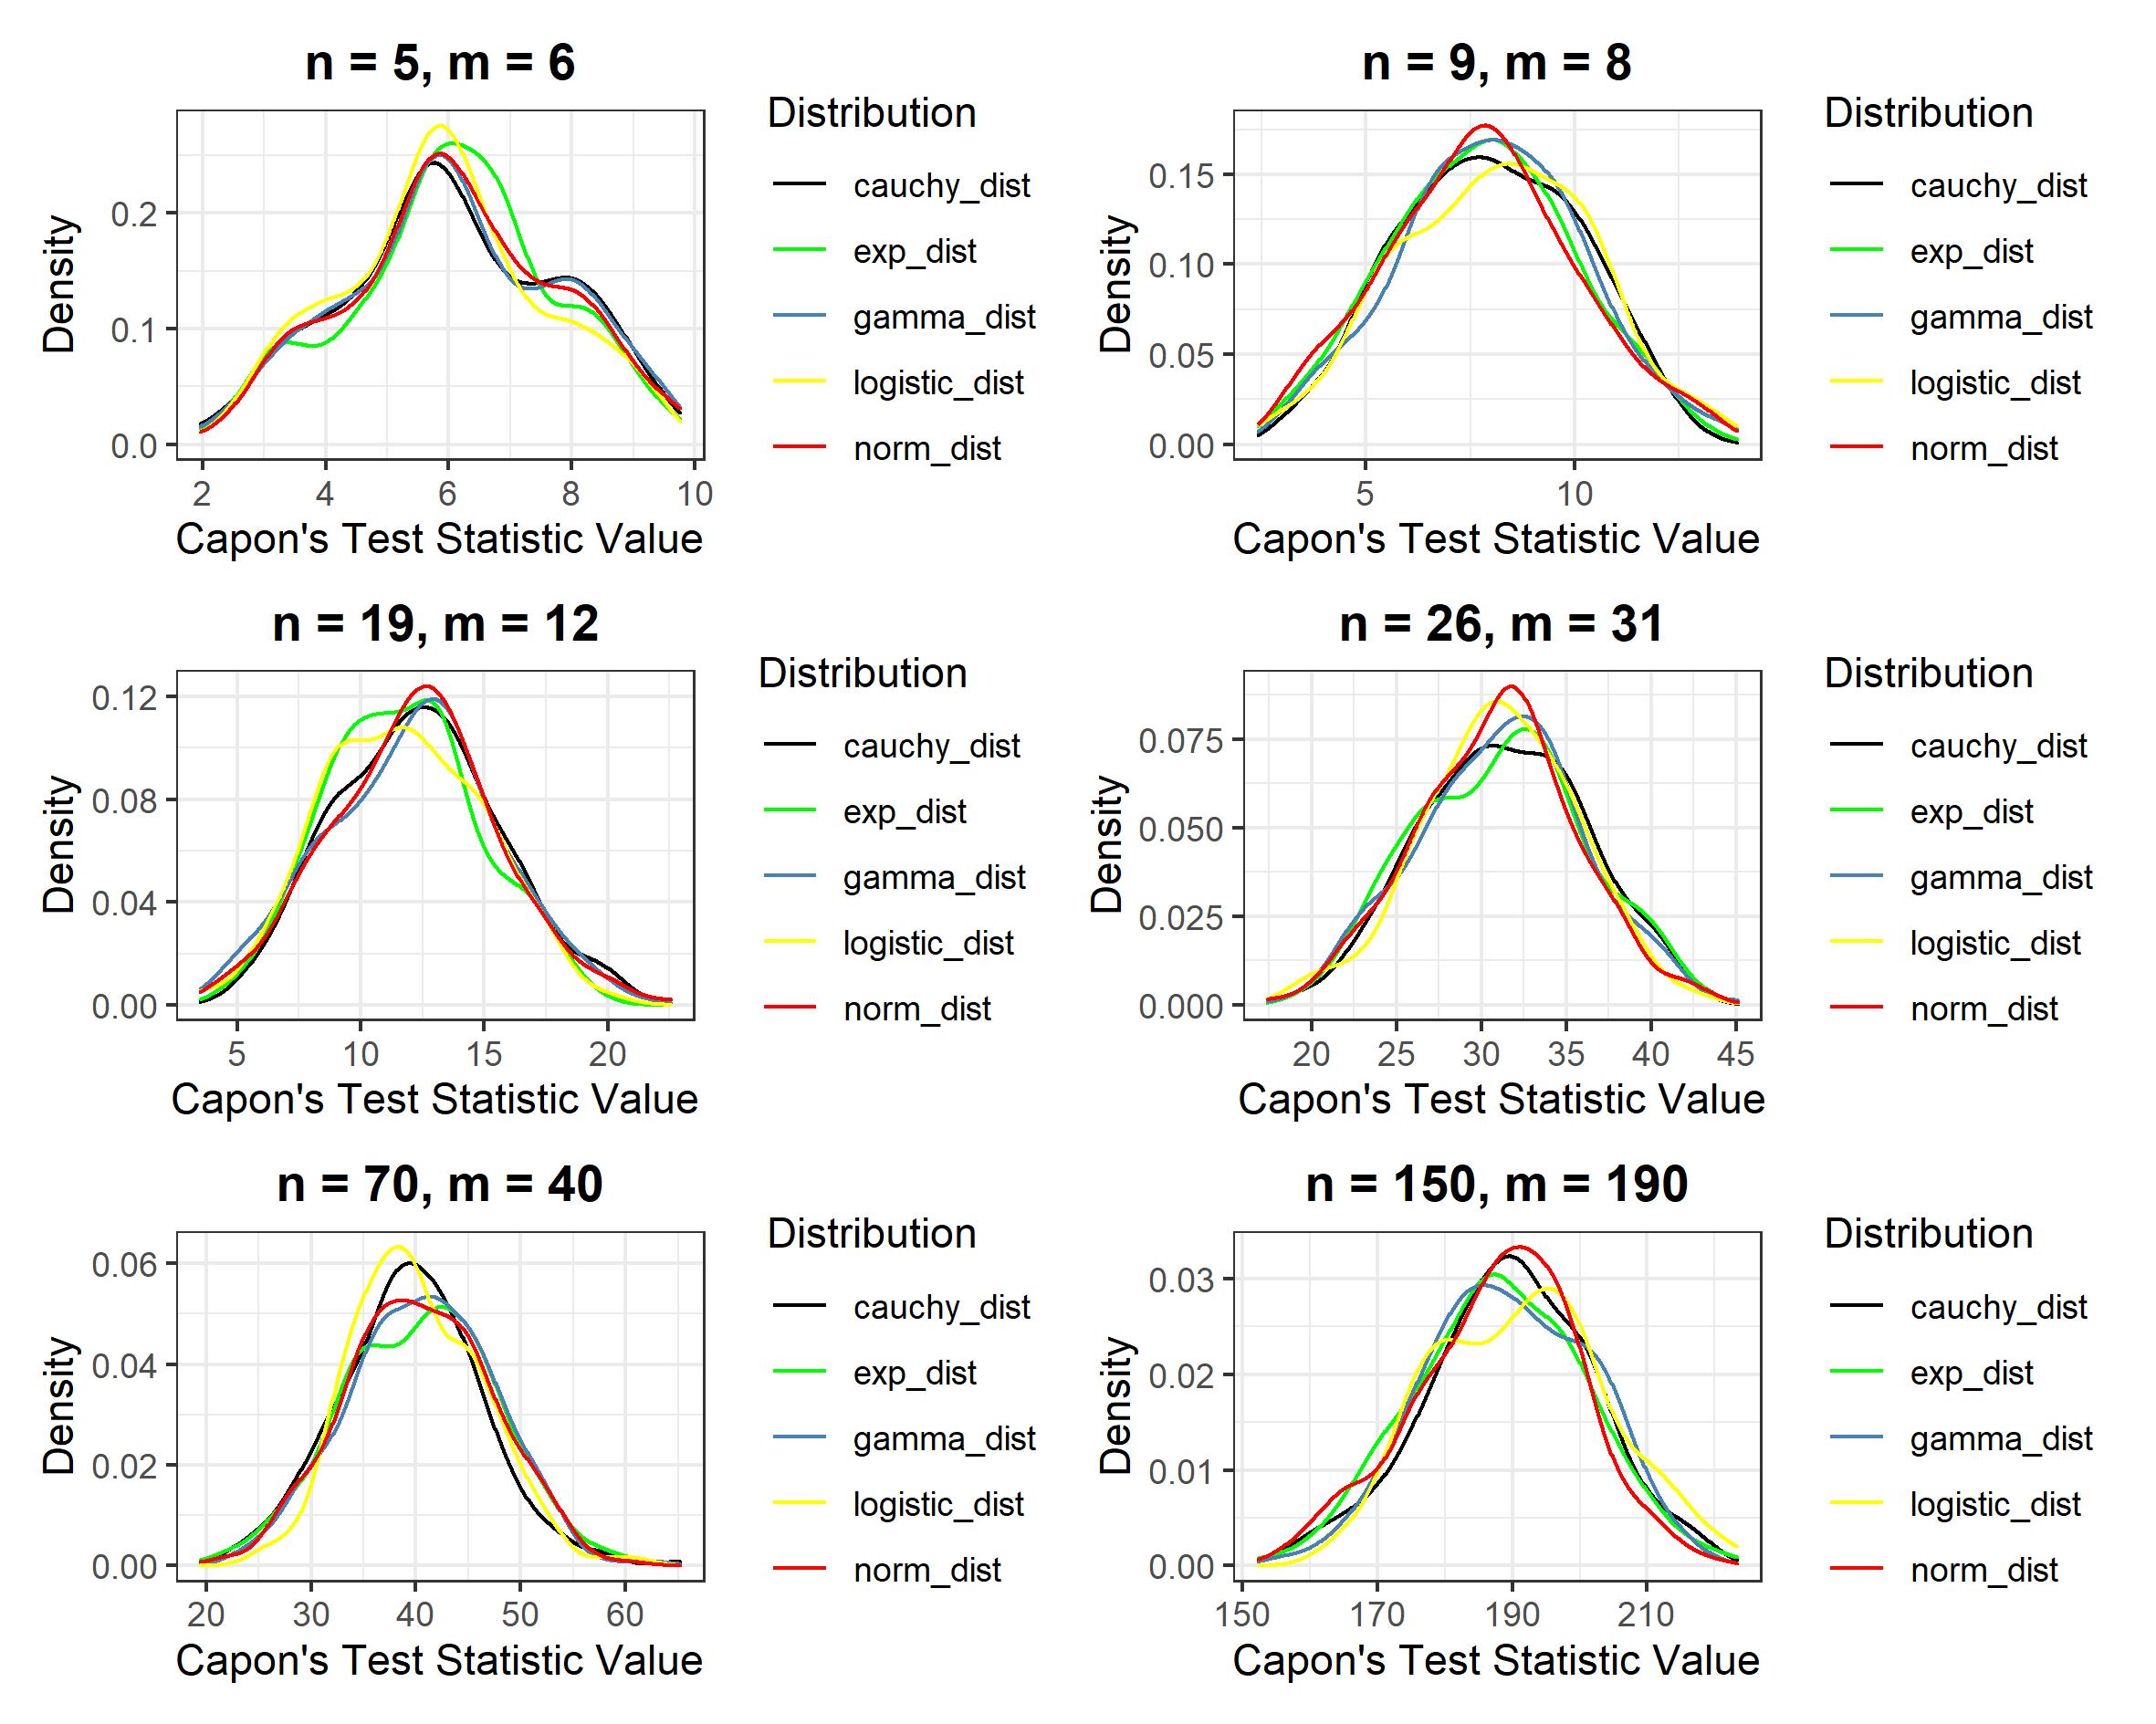 n = 5, m = 6
Density
0.2
0.1
0.0
2 4 6 8 10
Capon's Test Statistic Value
Distribution
cauchy_dist
exp_dist
gamma_dist
logistic_dist
norm_dist
n = 9, m = 8
Density
0.15
0.10
0.05
0.00
5 10
Capon's Test Statistic Value
Distribution
cauchy_dist
exp_dist
gamma_dist
logistic_dist
norm_dist
n = 19, m = 12
Density
0.12
0.08
0.04
0.00
5 10 15 20
Capon's Test Statistic Value
Distribution
cauchy_dist
exp_dist
gamma_dist
logistic_dist
norm_dist
n = 26, m = 31
Density
0.075
0.050
0.025
0.000
20 25 30 35 40 45
Capon's Test Statistic Value
Distribution
cauchy_dist
exp_dist
gamma_dist
logistic_dist
norm_dist
n = 70, m = 40
Density
0.06
0.04
0.02
0.00
20 30 40 50 60
Capon's Test Statistic Value
Distribution
cauchy_dist
exp_dist
gamma_dist
logistic_dist
norm_dist
n = 150, m = 190
Density
0.03
0.02
0.01
0.00
150 170 190 210
Capon's Test Statistic Value
Distribution
cauchy_dist
exp_dist
gamma_dist
logistic_dist
norm_dist